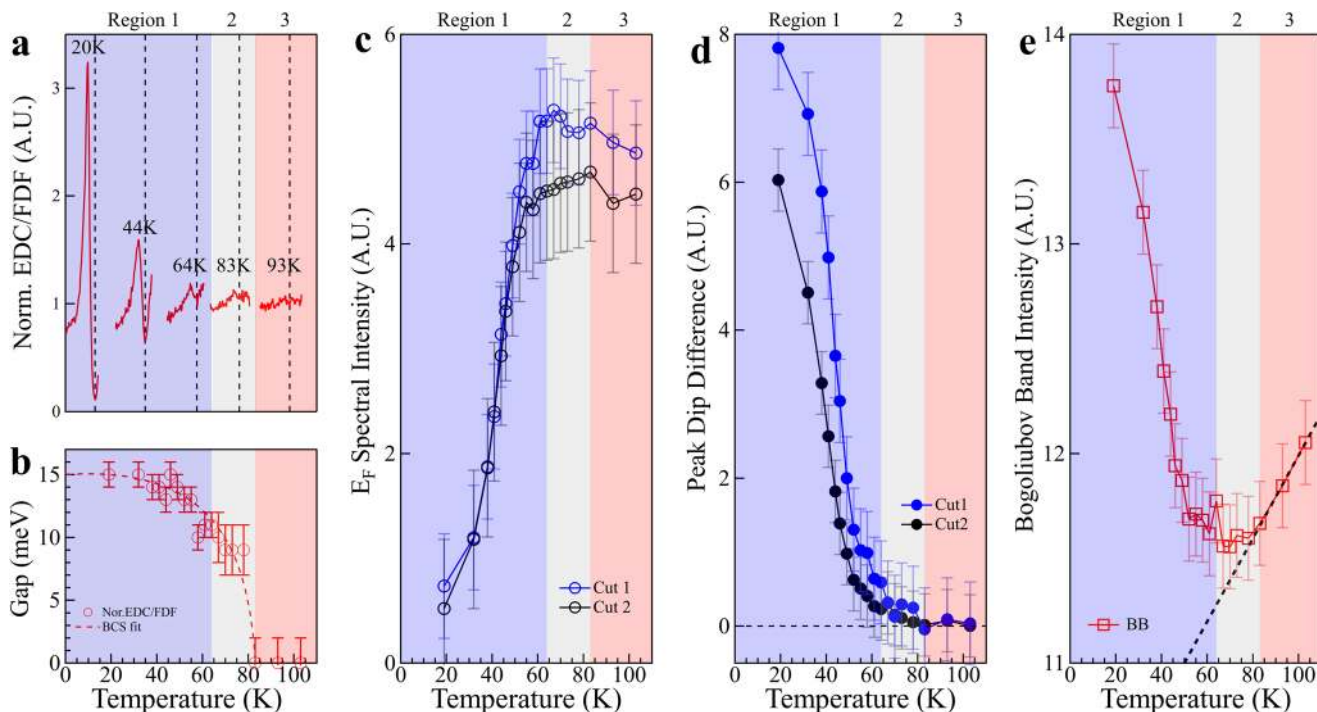 Region 1 2 3
a
Norm. EDC/FDF (A.U.)
3
2
1
0
20K
44K
64K
83K
93K
b
Gap (meV)
15
10
5
0
Nor.EDC/FDF
BCS fit
0 20 40 60 80 100
Temperature (K)
Region 1 2 3
c
E_F Spectral Intensity (A.U.)
6
4
2
0
Cut 1
Cut 2
0 20 40 60 80 100
Temperature (K)
Region 1 2 3
d
Peak Dip Difference (A.U.)
8
6
4
2
0
Cut1
Cut2
0 20 40 60 80 100
Temperature (K)
Region 1 2 3
e
Bogoliubov Band Intensity (A.U.)
14
13
12
11
BB
0 20 40 60 80 100
Temperature (K)